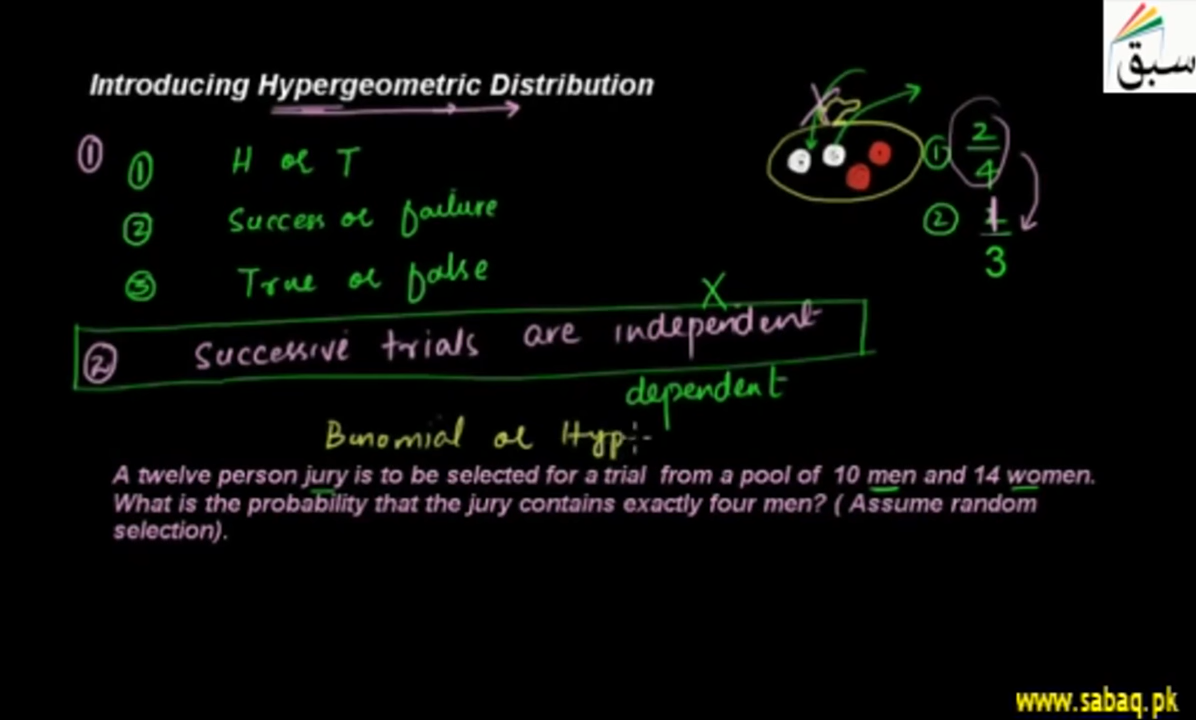 سبق
Introducing Hypergeometric Distribution
① ① H or T
② Success or failure
③ True or false
① 2/4
② 1/3
X
② Successive trials are independent
dependent
Binomial or Hyp
A twelve person jury is to be selected for a trial from a pool of 10 men and 14 women.
What is the probability that the jury contains exactly four men? ( Assume random
selection).
www.sabaq.pk